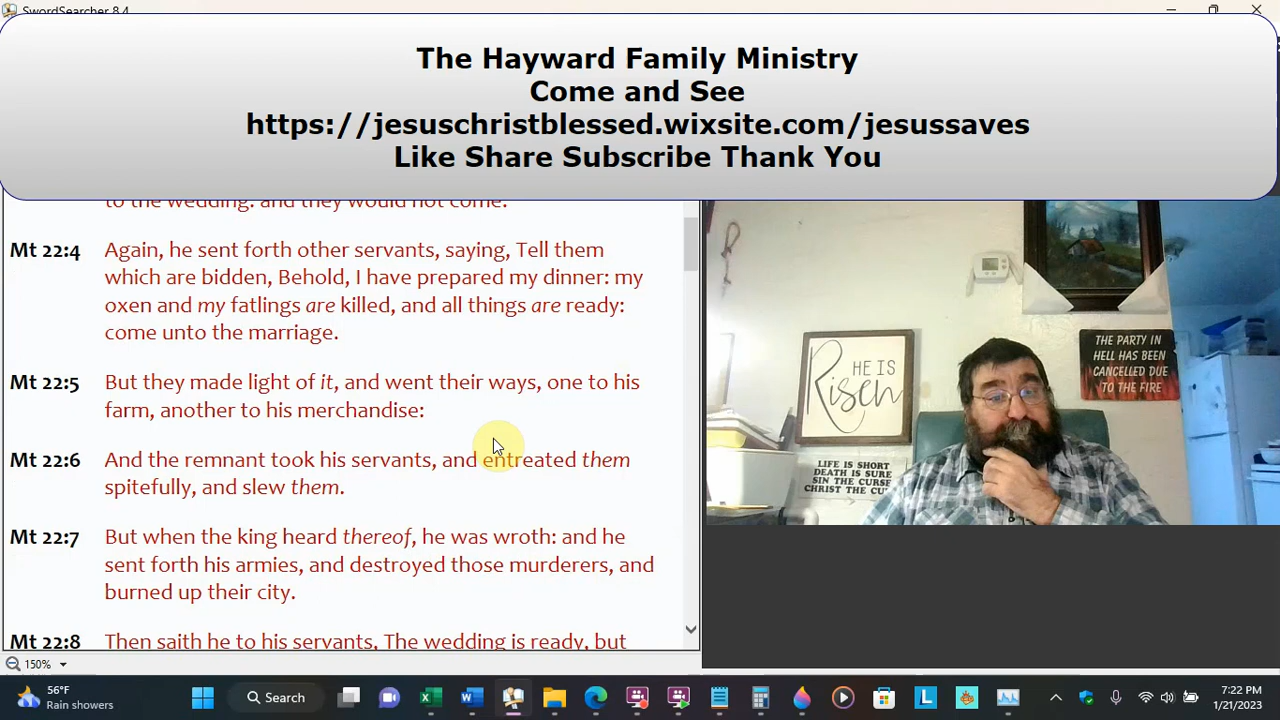 SwordSearcher 8.4
The Hayward Family Ministry
Come and See
https://jesuschristblessed.wixsite.com/jesussaves
Like Share Subscribe Thank You
to the wedding: and they would not come.
Mt 22:4 Again, he sent forth other servants, saying, Tell them
which are bidden, Behold, I have prepared my dinner: my
oxen and my fatlings are killed, and all things are ready:
come unto the marriage.
Mt 22:5 But they made light of it, and went their ways, one to his
farm, another to his merchandise:
Mt 22:6 And the remnant took his servants, and entreated them
spitefully, and slew them.
Mt 22:7 But when the king heard thereof, he was wroth: and he
sent forth his armies, and destroyed those murderers, and
burned up their city.
Mt 22:8 Then saith he to his servants, The wedding is ready, but
HE IS
Risen
THE PARTY IN
HELL HAS BEEN
CANCELLED DUE
TO THE FIRE
LIFE IS SHORT
DEATH IS SURE
SIN THE CURSE
CHRIST THE CU
150%
56°F
Rain showers
Search
7:22 PM
1/21/2023